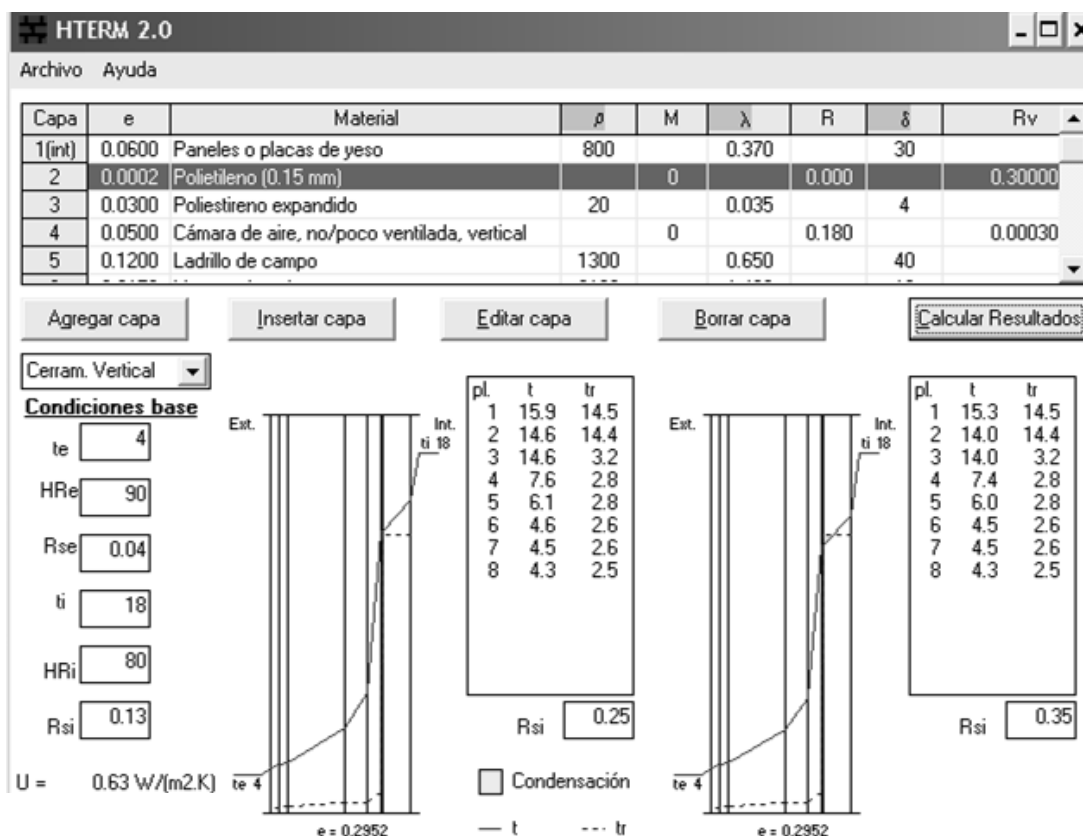 HTERM 2.0
Archivo Ayuda
Capa e Material ρ M λ R δ Rv
1(int) 0.0600 Paneles o placas de yeso 800 0.370 30
2 0.0002 Polietileno (0.15 mm) 0 0.000 0.30000
3 0.0300 Poliestireno expandido 20 0.035 4
4 0.0500 Cámara de aire, no/poco ventilada, vertical 0 0.180 0.00030
5 0.1200 Ladrillo de campo 1300 0.650 40
Agregar capa Insertar capa Editar capa Borrar capa Calcular Resultados
Cerram. Vertical
Condiciones base
te 4
HRe 90
Rse 0.04
ti 18
HRi 80
Rsi 0.13
U = 0.63 W/(m2.K)
Ext. Int.
ti 18
te 4
e = 0.2952
pl. t tr
1 15.9 14.5
2 14.6 14.4
3 14.6 3.2
4 7.6 2.8
5 6.1 2.8
6 4.6 2.6
7 4.5 2.6
8 4.3 2.5
Rsi 0.25
Condensación
t tr
Ext. Int.
ti 18
te 4
e = 0.2952
pl. t tr
1 15.3 14.5
2 14.0 14.4
3 14.0 3.2
4 7.4 2.8
5 6.0 2.8
6 4.5 2.6
7 4.5 2.6
8 4.3 2.5
Rsi 0.35